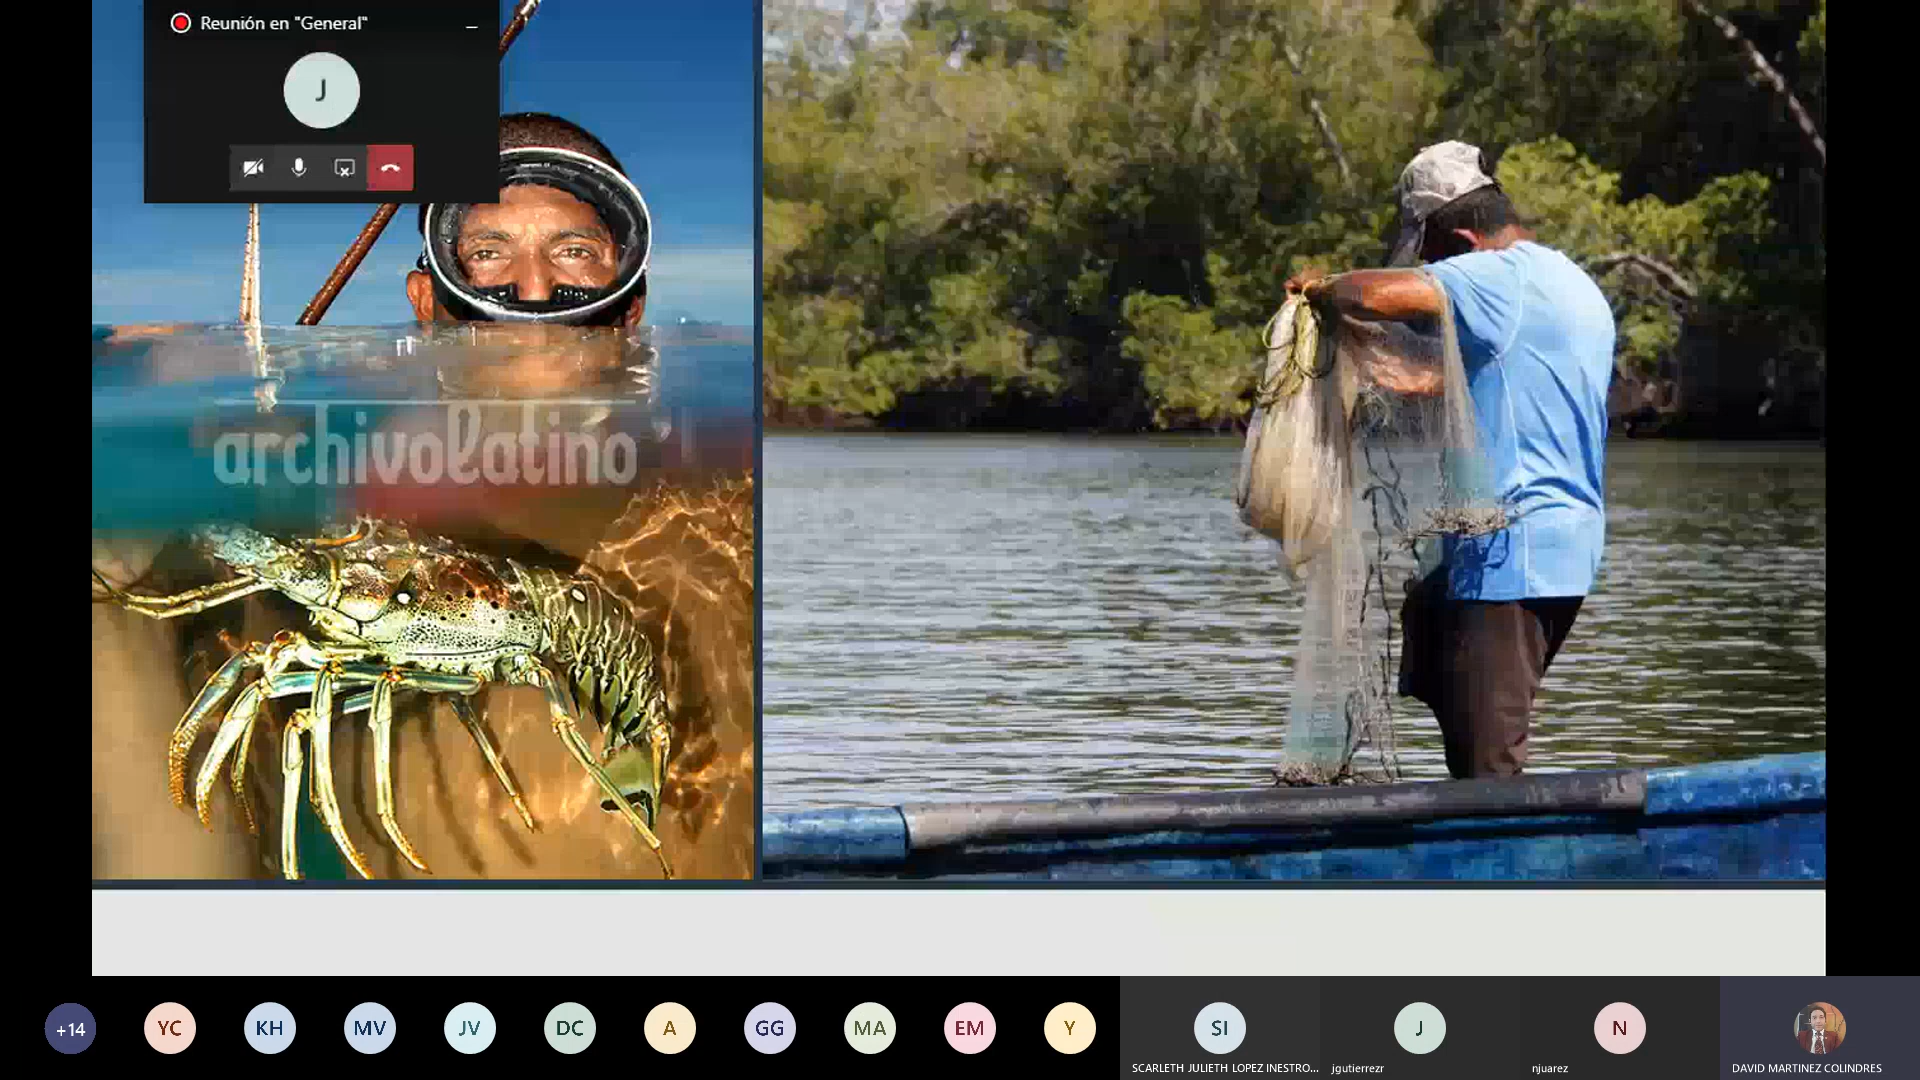 Reunión en "General"
J
archivolatino
+14
YC
KH
MV
JV
DC
A
GG
MA
EM
Y
SI
J
N
SCARLETH JULIETH LOPEZ INESTRO...
jgutierrezr
njuarez
DAVID MARTINEZ COLINDRES